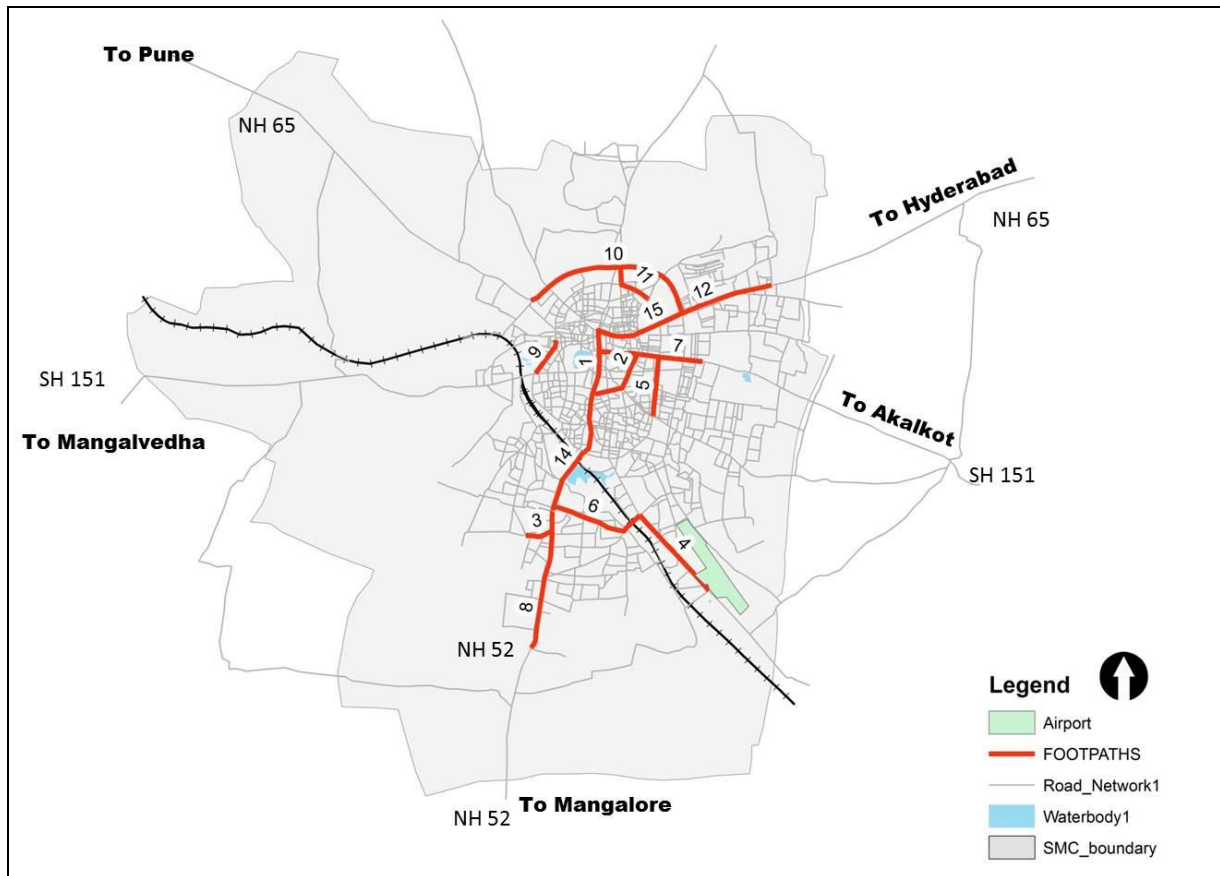 To Pune
NH 65
To Hyderabad
NH 65
10
11
12
15
9
1
2
7
5
SH 151
To Mangalvedha
To Akalkot
SH 151
14
6
3
4
8
NH 52
NH 52
To Mangalore
Legend
Airport
FOOTPATHS
Road_Network1
Waterbody1
SMC_boundary